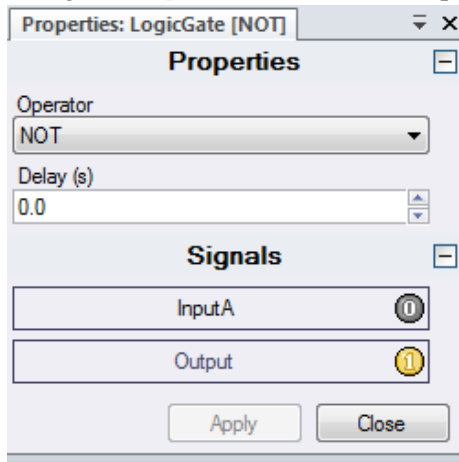 Properties: LogicGate [NOT]
Properties
Operator
NOT
Delay (s)
0.0
Signals
InputA 0
Output 1
Apply Close